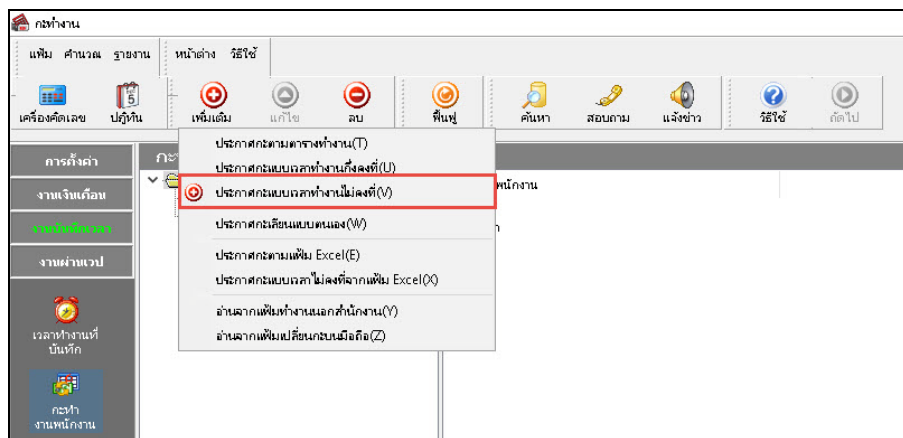 กะทำงาน
แฟ้ม คำนวณ รูายงาน หน้าต่าง วิธีใช้
เครื่องคิดเลข ปฏิทิน เพิ่มเติม แก้ไข ลบ ฟื้นฟู ค้นหา สอบถาม แจ้งข่าว วิธีใช้ ถัดไป
การตั้งค่า
งานเงินเดือน
งานบันทึกเวลา
งานผ่านเวป
เวลาทำงานที่
บันทึก
กะทำ
งานพนักงาน
ประกาศกะตามตารางทำงาน(T)
ประกาศกะแบบเวลาทำงานกึ่งคงที่(U)
ประกาศกะแบบเวลาทำงานไม่คงที่(V)
ประกาศกะเลียนแบบตนเอง(W)
ประกาศกะตามแฟ้ม Excel(E)
ประกาศกะแบบเวลาไม่คงที่จากแฟ้ม Excel(X)
อ่านจากแฟ้มทำงานนอกสำนักงาน(Y)
อ่านจากแฟ้มเปลี่ยนกะบนมือถือ(Z)